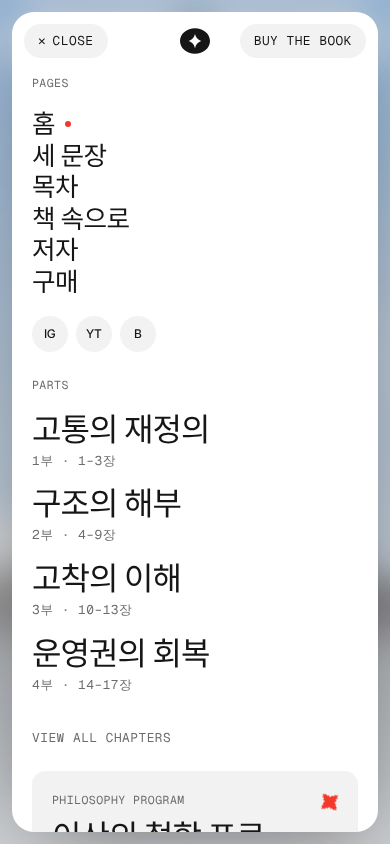 × CLOSE
BUY THE BOOK
PAGES
홈
세 문장
목차
책 속으로
저자
구매
IG YT B
PARTS
고통의 재정의
1부 · 1–3장
구조의 해부
2부 · 4–9장
고착의 이해
3부 · 10–13장
운영권의 회복
4부 · 14–17장
VIEW ALL CHAPTERS
PHILOSOPHY PROGRAM